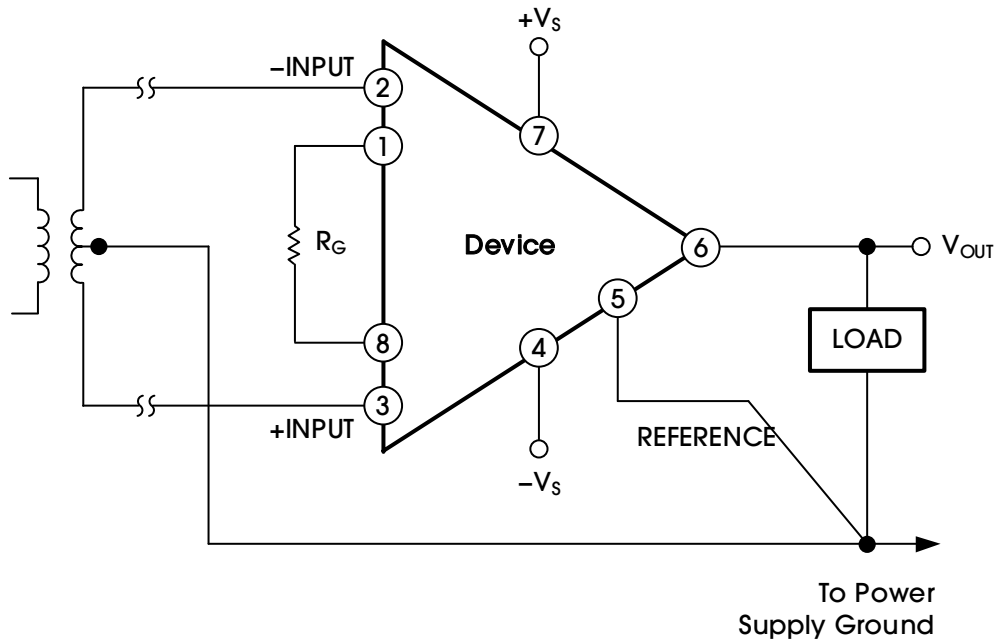 +VS
–INPUT
2
7
1
RG
Device
6
VOUT
5
8
4
LOAD
3
+INPUT
REFERENCE
–VS
To Power
Supply Ground